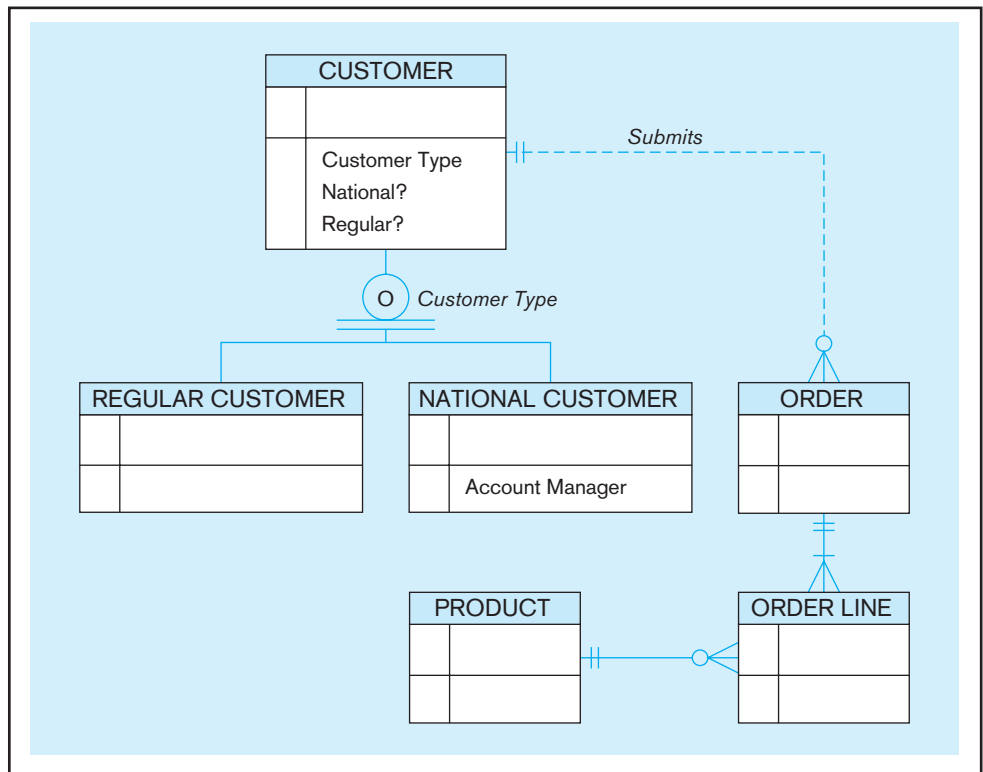 CUSTOMER
Customer Type
National?
Regular?
Submits
O
Customer Type
REGULAR CUSTOMER
NATIONAL CUSTOMER
Account Manager
ORDER
PRODUCT
ORDER LINE